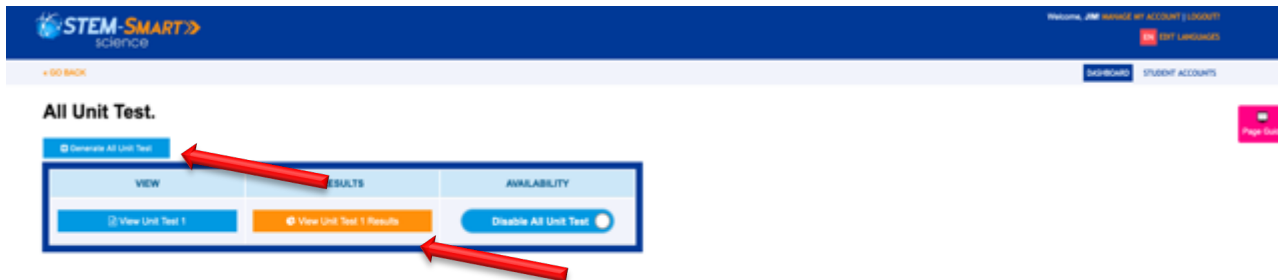 STEM-SMART
science
Welcome, JIM! MANAGE MY ACCOUNT | LOGOUT!
EN EDIT LANGUAGES
« GO BACK
DASHBOARD STUDENT ACCOUNTS
All Unit Test.
Page Guide
Generate All Unit Test
VIEW RESULTS AVAILABILITY
View Unit Test 1 View Unit Test 1 Results Disable All Unit Test